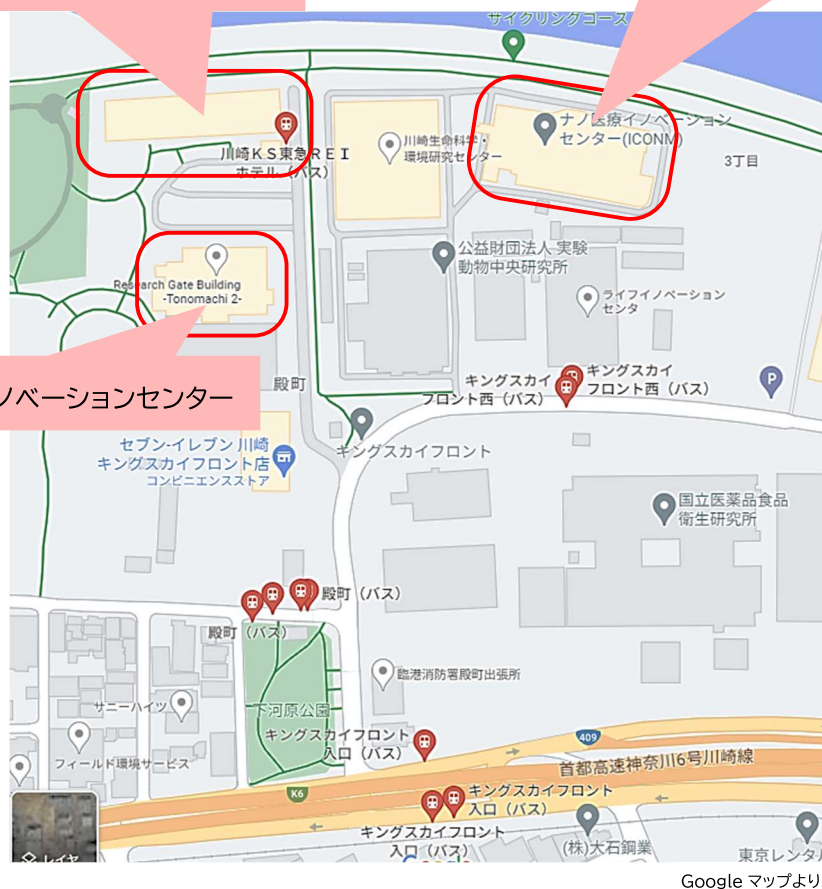 サイクリングコース
ナノ医療イノベーション
センター(ICONM)
川崎生命科学・
環境研究センター
川崎KS東急REI
ホテル (バス)
3丁目
公益財団法人 実験
動物中央研究所
Research Gate Building
-Tonomachi 2-
ライフイノベーション
センタ
ノベーションセンター
殿町
キングスカイ
フロント西 (バス)
キングスカイ
フロント西 (バス)
P
キングスカイフロント
セブン-イレブン 川崎
キングスカイフロント店
コンビニエンスストア
国立医薬品食品
衛生研究所
殿町 (バス)
殿町 (バス)
臨港消防署殿町出張所
サニーハイツ
下河原公園
キングスカイフロント
入口 (バス)
フィールド環境サービス
409
首都高速神奈川6号川崎線
K6
キングスカイフロント
入口 (バス)
キングスカイフロント
入口 (バス)
(株)大石鋼業
東京レンタ
レイヤ
Google マップより